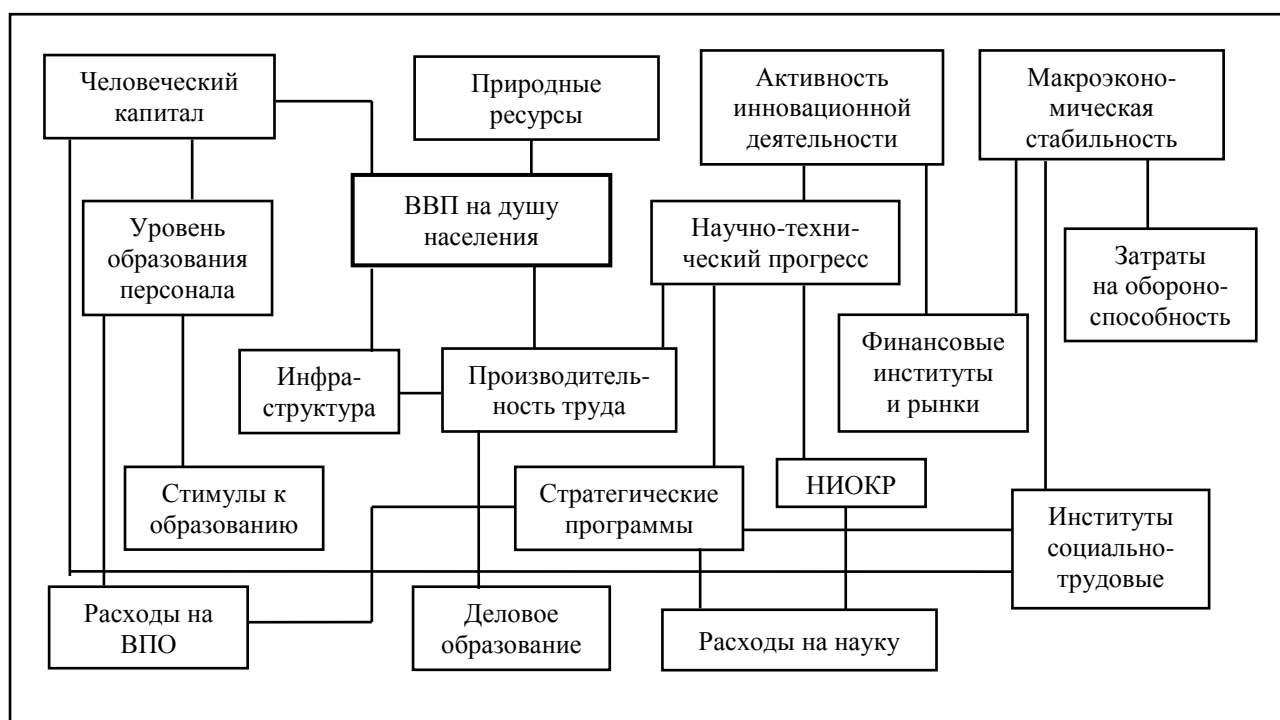 Человеческий
капитал
Природные
ресурсы
Активность
инновационной
деятельности
Макроэконо-
мическая
стабильность
ВВП на душу
населения
Уровень
образования
персонала
Научно-техни-
ческий прогресс
Затраты
на обороно-
способность
Инфра-
структура
Производитель-
ность труда
Финансовые
институты
и рынки
Стимулы к
образованию
Стратегические
программы
НИОКР
Институты
социально-
трудовые
Расходы на
ВПО
Деловое
образование
Расходы на науку